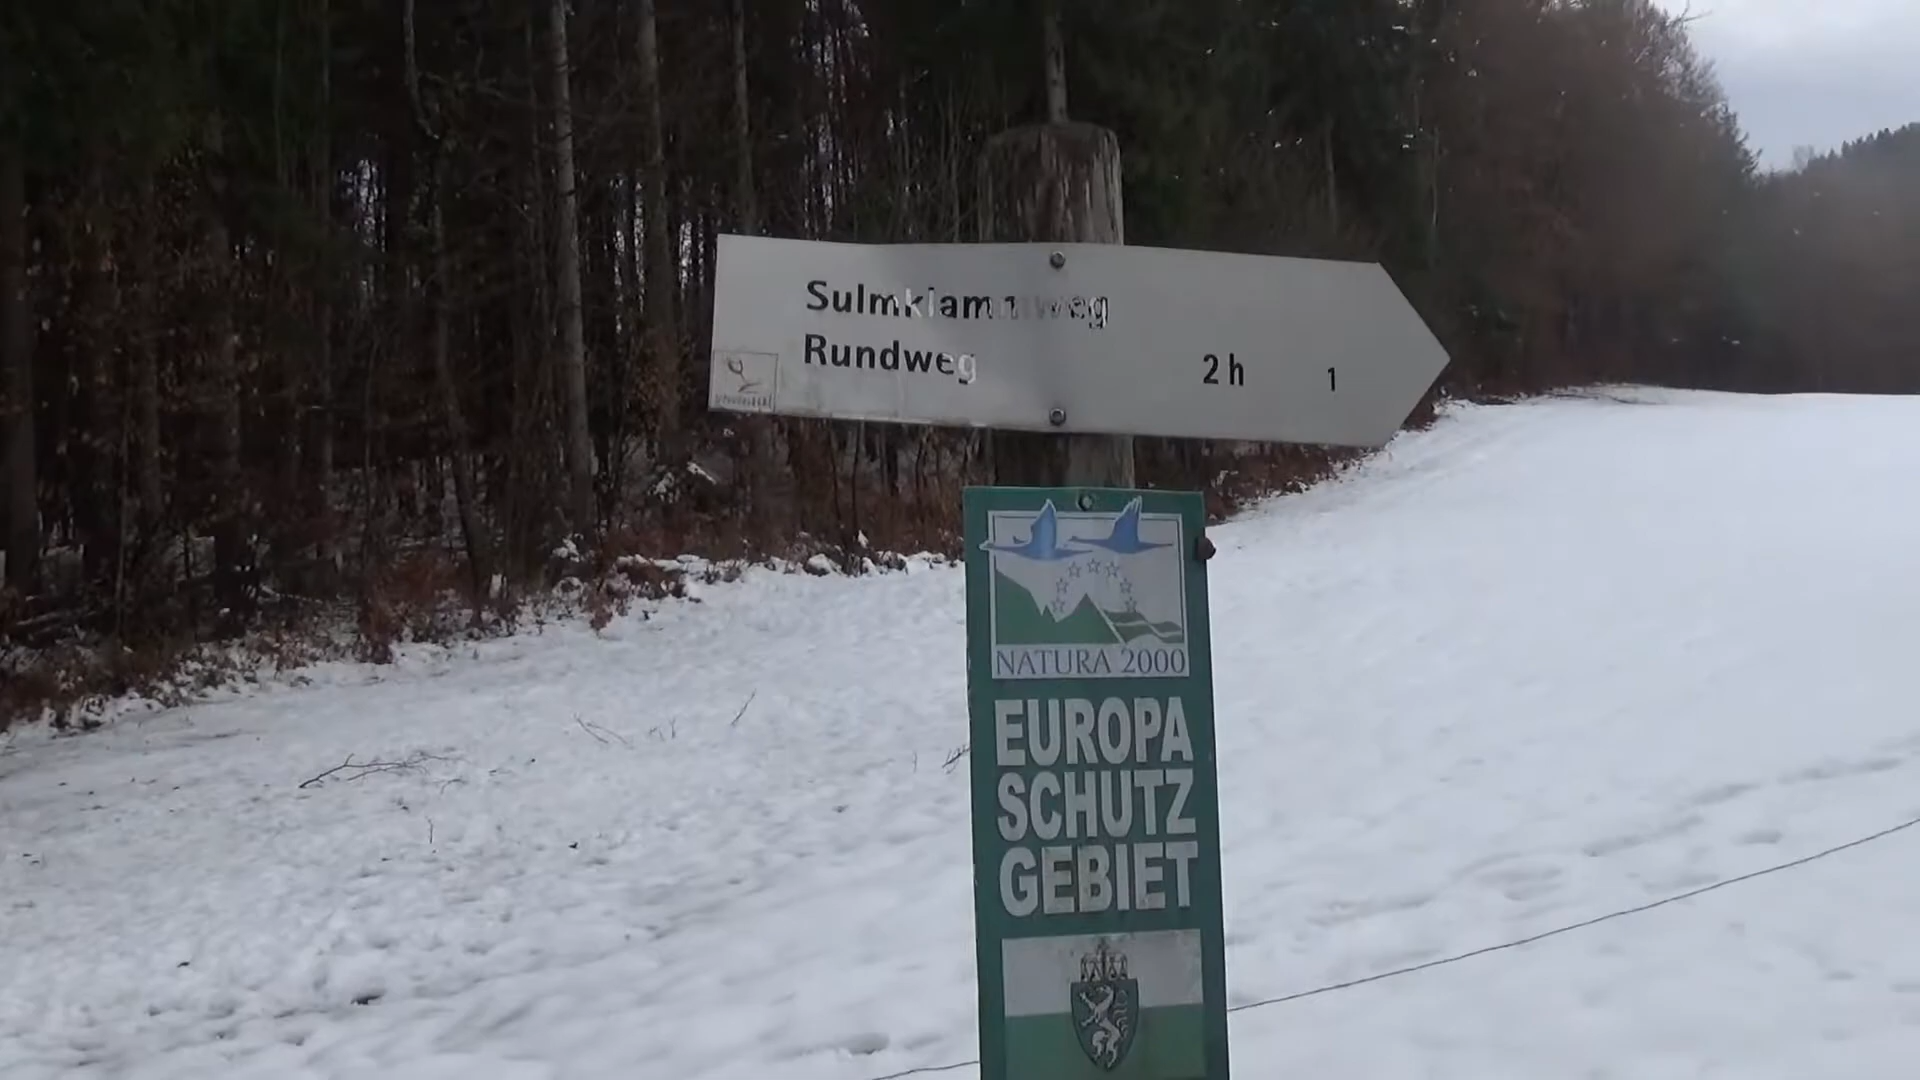 Sulmklammweg
Rundweg
2 h
1
NATURA 2000
EUROPA
SCHUTZ
GEBIET